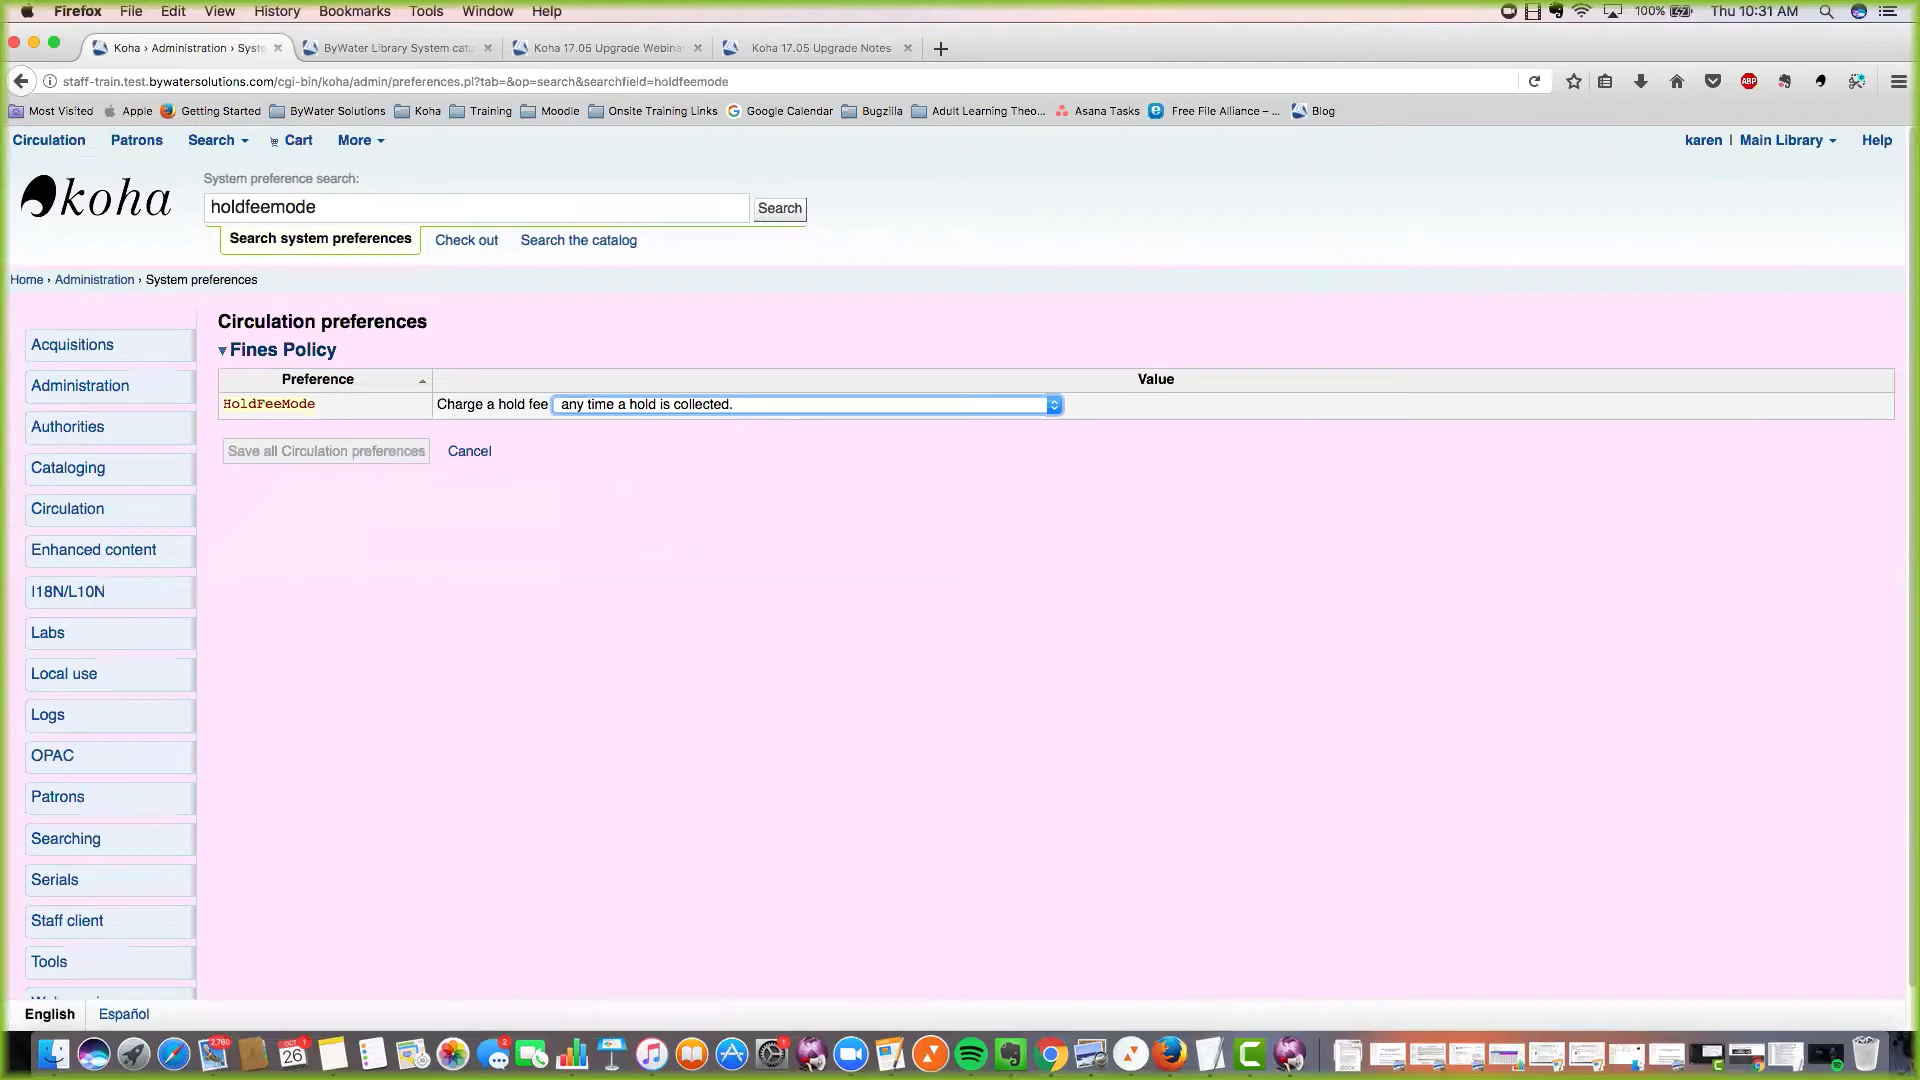 Firefox File Edit View History Bookmarks Tools Window Help 100% Thu 10:31 AM
Koha › Administration › Syste ByWater Library System cata Koha 17.05 Upgrade Webina Koha 17.05 Upgrade Notes
staff-train.test.bywatersolutions.com/cgi-bin/koha/admin/preferences.pl?tab=&op=search&searchfield=holdfeemode
Most Visited Apple Getting Started ByWater Solutions Koha Training Moodle Onsite Training Links Google Calendar Bugzilla Adult Learning Theo... Asana Tasks Free File Alliance – ... Blog
Circulation Patrons Search Cart More karen | Main Library Help
koha
System preference search:
holdfeemode Search
Search system preferences Check out Search the catalog
Home › Administration › System preferences
Circulation preferences
Fines Policy
Preference Value
HoldFeeMode Charge a hold fee any time a hold is collected.
Save all Circulation preferences Cancel
Acquisitions
Administration
Authorities
Cataloging
Circulation
Enhanced content
I18N/L10N
Labs
Local use
Logs
OPAC
Patrons
Searching
Serials
Staff client
Tools
English Español
2,760 OCT 26 2 1